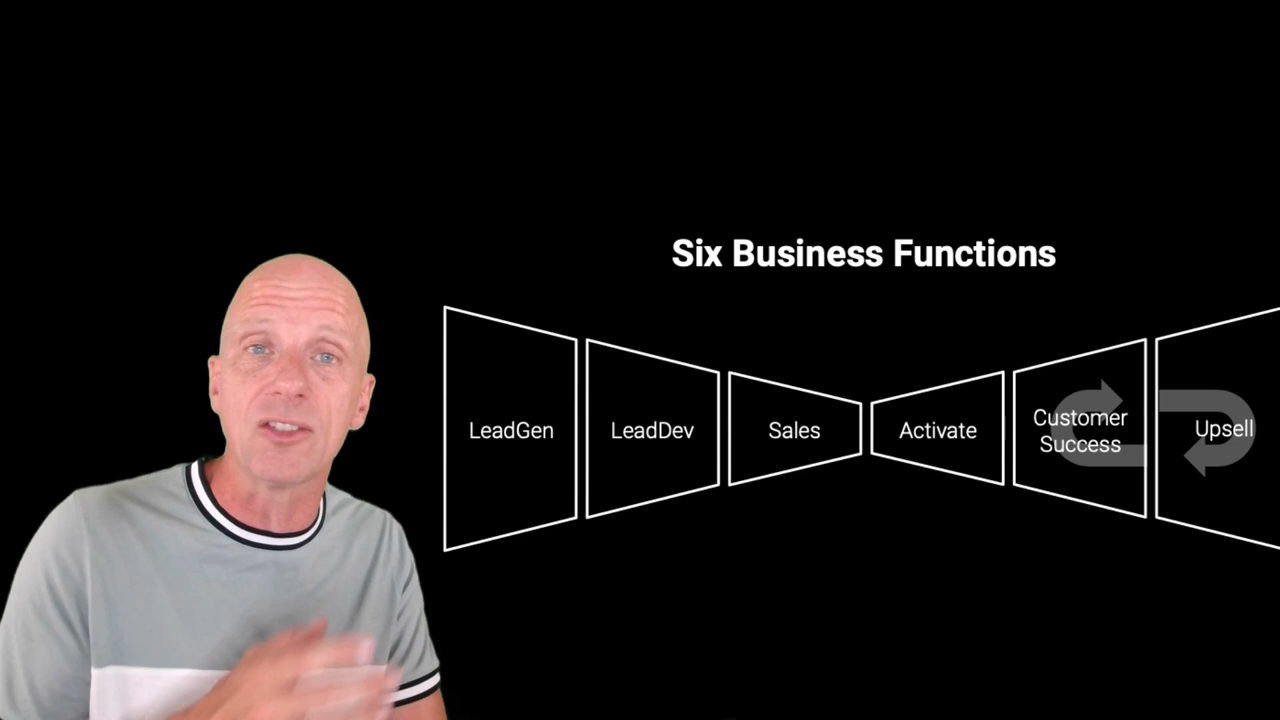 Six Business Functions
LeadGen
LeadDev
Sales
Activate
Customer
Success
Upsell